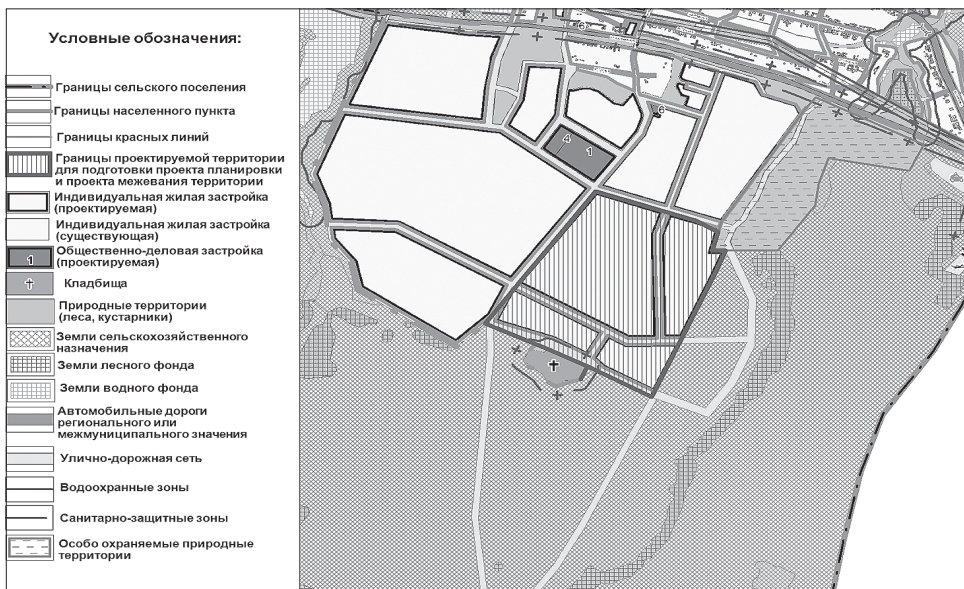 Условные обозначения:
Границы сельского поселения
Границы населенного пункта
Границы красных линий
Границы проектируемой территории
для подготовки проекта планировки
и проекта межевания территории
Индивидуальная жилая застройка
(проектируемая)
Индивидуальная жилая застройка
(существующая)
1
Общественно-деловая застройка
(проектируемая)
Кладбища
Природные территории
(леса, кустарники)
Земли сельскохозяйственного
назначения
Земли лесного фонда
Земли водного фонда
Автомобильные дороги
регионального или
межмуниципального значения
Улично-дорожная сеть
Водоохранные зоны
Санитарно-защитные зоны
Особо охраняемые природные
территории
6
6
4
1